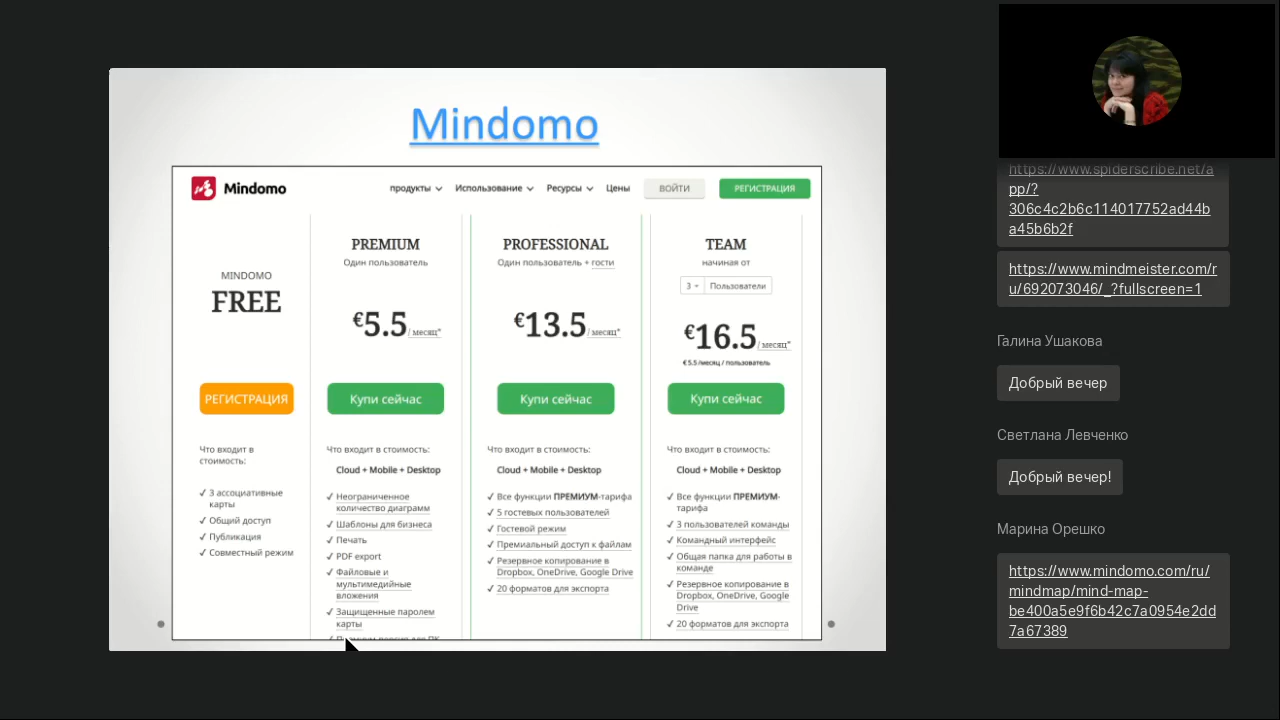 Mindomo
Mindomo
продукты
Использование
Ресурсы
Цены
ВОЙТИ
РЕГИСТРАЦИЯ
MINDOMO
FREE
РЕГИСТРАЦИЯ
Что входит в
стоимость:
✓ 3 ассоциативные
карты
✓ Общий доступ
✓ Публикация
✓ Совместный режим
PREMIUM
Один пользователь
€5.5/ месяц*
Купи сейчас
Что входит в стоимость:
Cloud + Mobile + Desktop
✓ Неограниченное
количество диаграмм
✓ Шаблоны для бизнеса
✓ Печать
✓ PDF export
✓ Файловые и
мультимедийные
вложения
✓ Защищенные паролем
карты
PROFESSIONAL
Один пользователь + гости
€13.5/ месяц*
Купи сейчас
Что входит в стоимость:
Cloud + Mobile + Desktop
✓ Все функции ПРЕМИУМ-тарифа
✓ 5 гостевых пользователей
✓ Гостевой режим
✓ Премиальный доступ к файлам
✓ Резервное копирование в
Dropbox, OneDrive, Google Drive
✓ 20 форматов для экспорта
TEAM
начиная от
3 Пользователи
€16.5/ месяц*
€ 5.5 /месяц / пользователь
Купи сейчас
Что входит в стоимость:
Cloud + Mobile + Desktop
✓ Все функции ПРЕМИУМ-
тарифа
✓ 3 пользователей команды
✓ Командный интерфейс
✓ Общая папка для работы в
команде
✓ Резервное копирование в
Dropbox, OneDrive, Google
Drive
✓ 20 форматов для экспорта
https://www.spiderscribe.net/a
pp/?
306c4c2b6c114017752ad44b
a45b6b2f
https://www.mindmeister.com/r
u/692073046/_?fullscreen=1
Галина Ушакова
Добрый вечер
Светлана Левченко
Добрый вечер!
Марина Орешко
https://www.mindomo.com/ru/
mindmap/mind-map-
be400a5e9f6b42c7a0954e2dd
7a67389